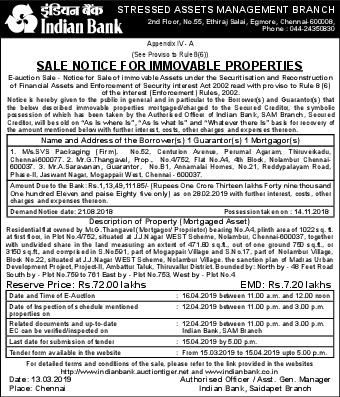 इंडियन बैंक
Indian Bank
STRESSED ASSETS MANAGEMENT BRANCH
2nd Floor, No.55, Ethiraj Salai, Egmore, Chennai-600008,
Phone : 044-24350830
Appendix IV - A
(See Proviso to Rule 8(6))
SALE NOTICE FOR IMMOVABLE PROPERTIES
E-auction Sale - Notice for Sale of immovable Assets under the Securitisation and Reconstruction
of Financial Assets and Enforcement of Security Interest Act 2002 read with proviso to Rule 8 (6)
of the interest (Enforcement) Rules, 2002.
Notice is hereby given to the public in general and in particular to the Borrower(s) and Guarantor(s) that
the below described immovable properties mortgaged/charged to the Secured Creditor, the symbolic
possession of which has been taken by the Authorised Officer of Indian Bank, SAM Branch, Secured
Creditor, will be sold on "As is where is", "As is What is" and "Whatever there is" basis for recovery of
the amount mentioned below with further interest, costs, other charges and expenses thereon.
Name and Address of the Borrower(s) 1 Guarantor(s) 1 Mortgagor(s)
1. M/s.SVS Packaging (Firm), No.52, Centurion Avenue, Perumal Agaram, Thiruverkadu,
Chennai600077. 2. Mr.G.Thangavel, Prop., No.4/752, Flat No.A4, 4th Block, Nolambur Chennai-
600037. 3. Mr.A.Saravanan, Guarantor, No.B1, Annamalai Homes, No.21, Reddypalayam Road,
Phase-II, Jaswant Nagar, Mogappair West, Chennai - 600037.
Amount Due to the Bank : Rs.1,13,49,11185/- (Rupees One Crore Thirteen lakhs Forty nine thousand
One hundred Eleven and paise Eighty five only) as on 28.02.2019 with further interest, costs, other
charges and expenses thereon.
Demand Notice date: 21.08.2018 Possession taken on : 14.11.2018
Description of Property (Mortgaged Asset)
Residential flat owned by Mr.G.Thangavel (Mortgagor/Proprietor) bearing No.A4, plinth area of 1022 sq. ft.
at first floor, in Plot No.4/752, situated at J.J.Nagar WEST Scheme, Nolambur, Chennai-600037, together
with undivided share in the land measuring an extent of 471.80 sq.ft., out of one ground 750 sq.ft., or
3150 sq.ft., and comprised in S.No59/1, part of Mogappair Village and S.No.17, part of Nolambur Village,
Block No.22, situated at J.J.Nagar WEST Scheme, Nolambur Village, the sanction plan of Madras Urban
Development Project, Project-II, Ambattur Taluk, Thiruvallur District. Bounded by: North by - 48 Feet Road
South by - Plot No.759 to 761 East by - Plot No.753, West by - Plot No.4
Reserve Price: Rs.72.00 lakhs EMD: Rs.7.20 lakhs
Date and Time of E-Auction : 16.04.2019 between 11.00 a.m. and 12.00 noon
Date of Inspection of schedule mentioned : 12.04.2019 between 11.00 a.m. and 3.00 p.m.
properties on
Related documents and up-to-date : 12.04.2019 between 11.00 a.m. and 3.00 p.m.
EC can be verified/inspected on Indian Bank, SAM Branch
Last date for submission of tender : 15.04.2019 by 5.00 p.m.
Tender form available in the website : From 15.03.2019 to 15.04.2019 upto 5.00 p.m.
For detailed terms and conditions of the sale, please refer to the link provided in the websites
http://www.indianbank.auctiontiger.net and www.indianbank.co.in
Date: 13.03.2019 Authorised Officer / Asst. Gen. Manager
Place: Chennai Indian Bank, Saidapet Branch